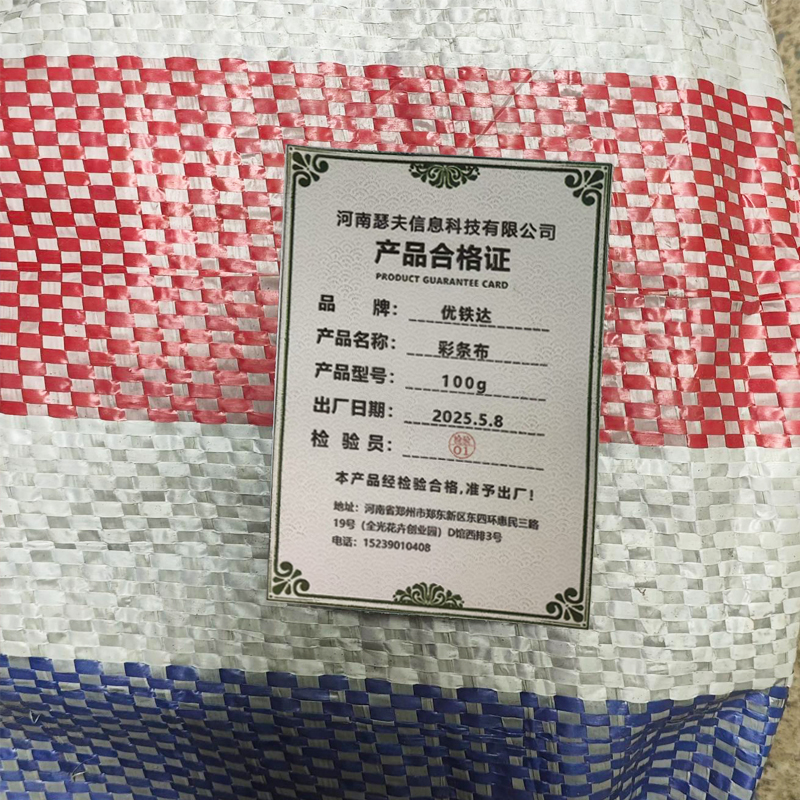 河南瑟夫信息科技有限公司
产品合格证
PRODUCT GUARANTEE CARD
品 牌： 优铁达
产品名称： 彩条布
产品型号： 100g
出厂日期： 2025.5.8
检 验 员： 检验 01
本产品经检验合格,准予出厂！
地址：河南省郑州市郑东新区东四环惠民三路
19号（全光花卉创业园）D馆西排3号
电话：15239010408